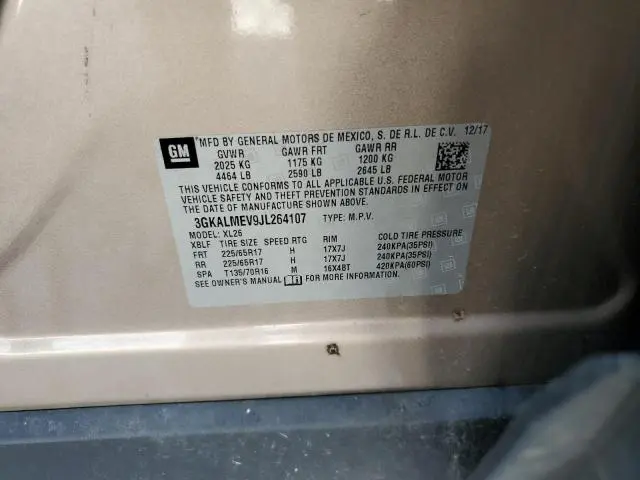 GM
MFD BY GENERAL MOTORS DE MEXICO, S. DE R.L. DE C.V. 12/17
GVWR GAWR FRT GAWR RR
2025 KG 1175 KG 1200 KG
4464 LB 2590 LB 2645 LB
THIS VEHICLE CONFORMS TO ALL APPLICABLE U.S. FEDERAL MOTOR
VEHICLE SAFETY AND THEFT PREVENTION STANDARDS IN EFFECT ON
THE DATE OF MANUFACTURE SHOWN ABOVE.
3GKALMEV9JL264107 TYPE: M.P.V.
MODEL: XL26
XBLF TIRE SIZE SPEED RTG RIM COLD TIRE PRESSURE
FRT 225/65R17 H 17X7J 240KPA(35PSI)
RR 225/65R17 H 17X7J 240KPA(35PSI)
SPA T135/70R16 M 16X4BT 420KPA(60PSI)
SEE OWNER'S MANUAL FOR MORE INFORMATION.